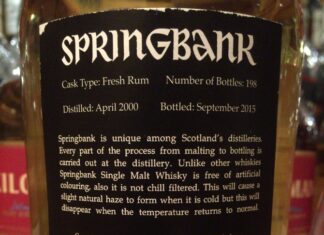 SPRINGBANK
Cask Type: Fresh Rum Number of Bottles: 198
Distilled: April 2000 Bottled: September 2015
Springbank is unique among Scotland's distilleries.
Every part of the process from malting to bottling is
carried out at the distillery. Unlike other whiskies
Springbank Single Malt Whisky is free of artificial
colouring, also it is not chill filtered. This will cause a
slight natural haze to form when it is cold but this will
disappear when the temperature returns to normal.